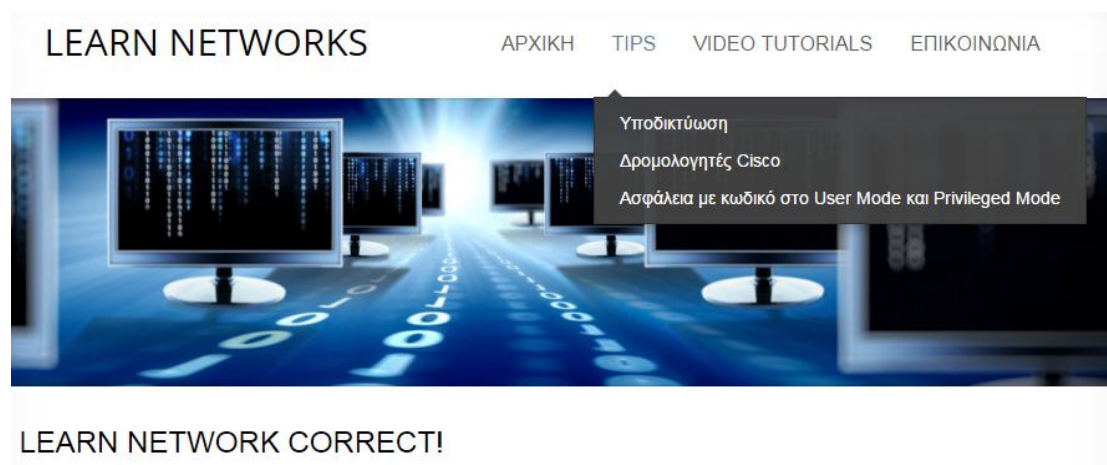 LEARN NETWORKS
ΑΡΧΙΚΗ TIPS VIDEO TUTORIALS ΕΠΙΚΟΙΝΩΝΙΑ
Υποδικτύωση
Δρομολογητές Cisco
Ασφάλεια με κωδικό στο User Mode και Privileged Mode
LEARN NETWORK CORRECT!